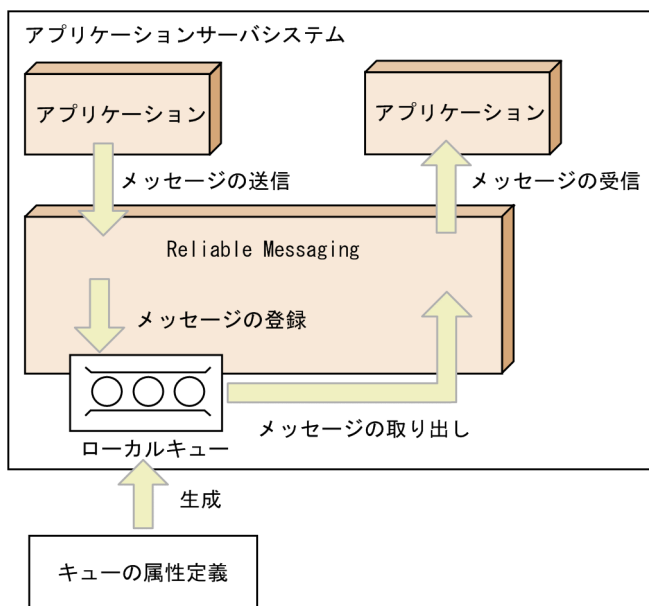 アプリケーションサーバシステム
アプリケーション
アプリケーション
メッセージの送信
メッセージの受信
Reliable Messaging
メッセージの登録
メッセージの取り出し
ローカルキュー
生成
キューの属性定義